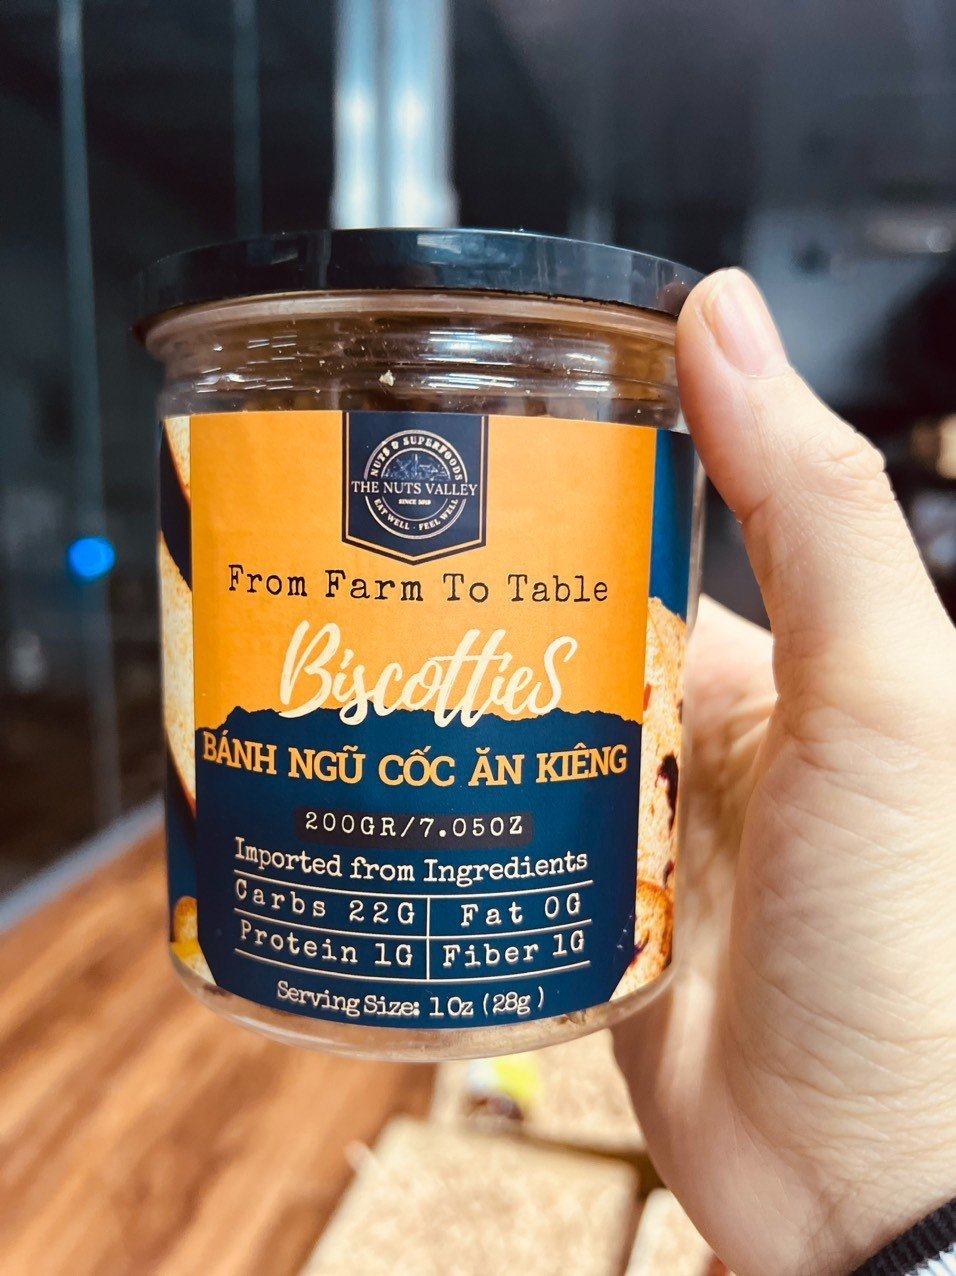 NUTS & SUPERFOODS
THE NUTS VALLEY
SINCE 2019
EAT WELL · FEEL WELL
From Farm To Table
BiscottieS
BÁNH NGŨ CỐC ĂN KIÊNG
200GR/7.05OZ
Imported from Ingredients
Carbs 22G Fat 0G
Protein 1G Fiber 1G
Serving Size: 1 Oz (28g )